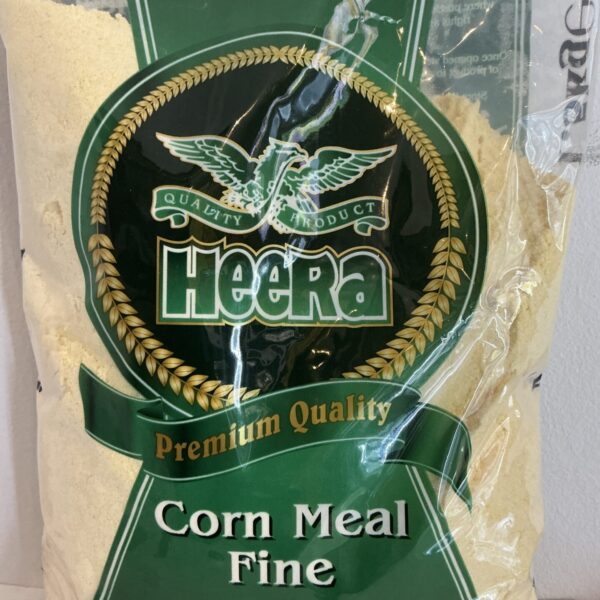 QUALITY PRODUCT
HEERa
Premium Quality
Corn Meal
Fine